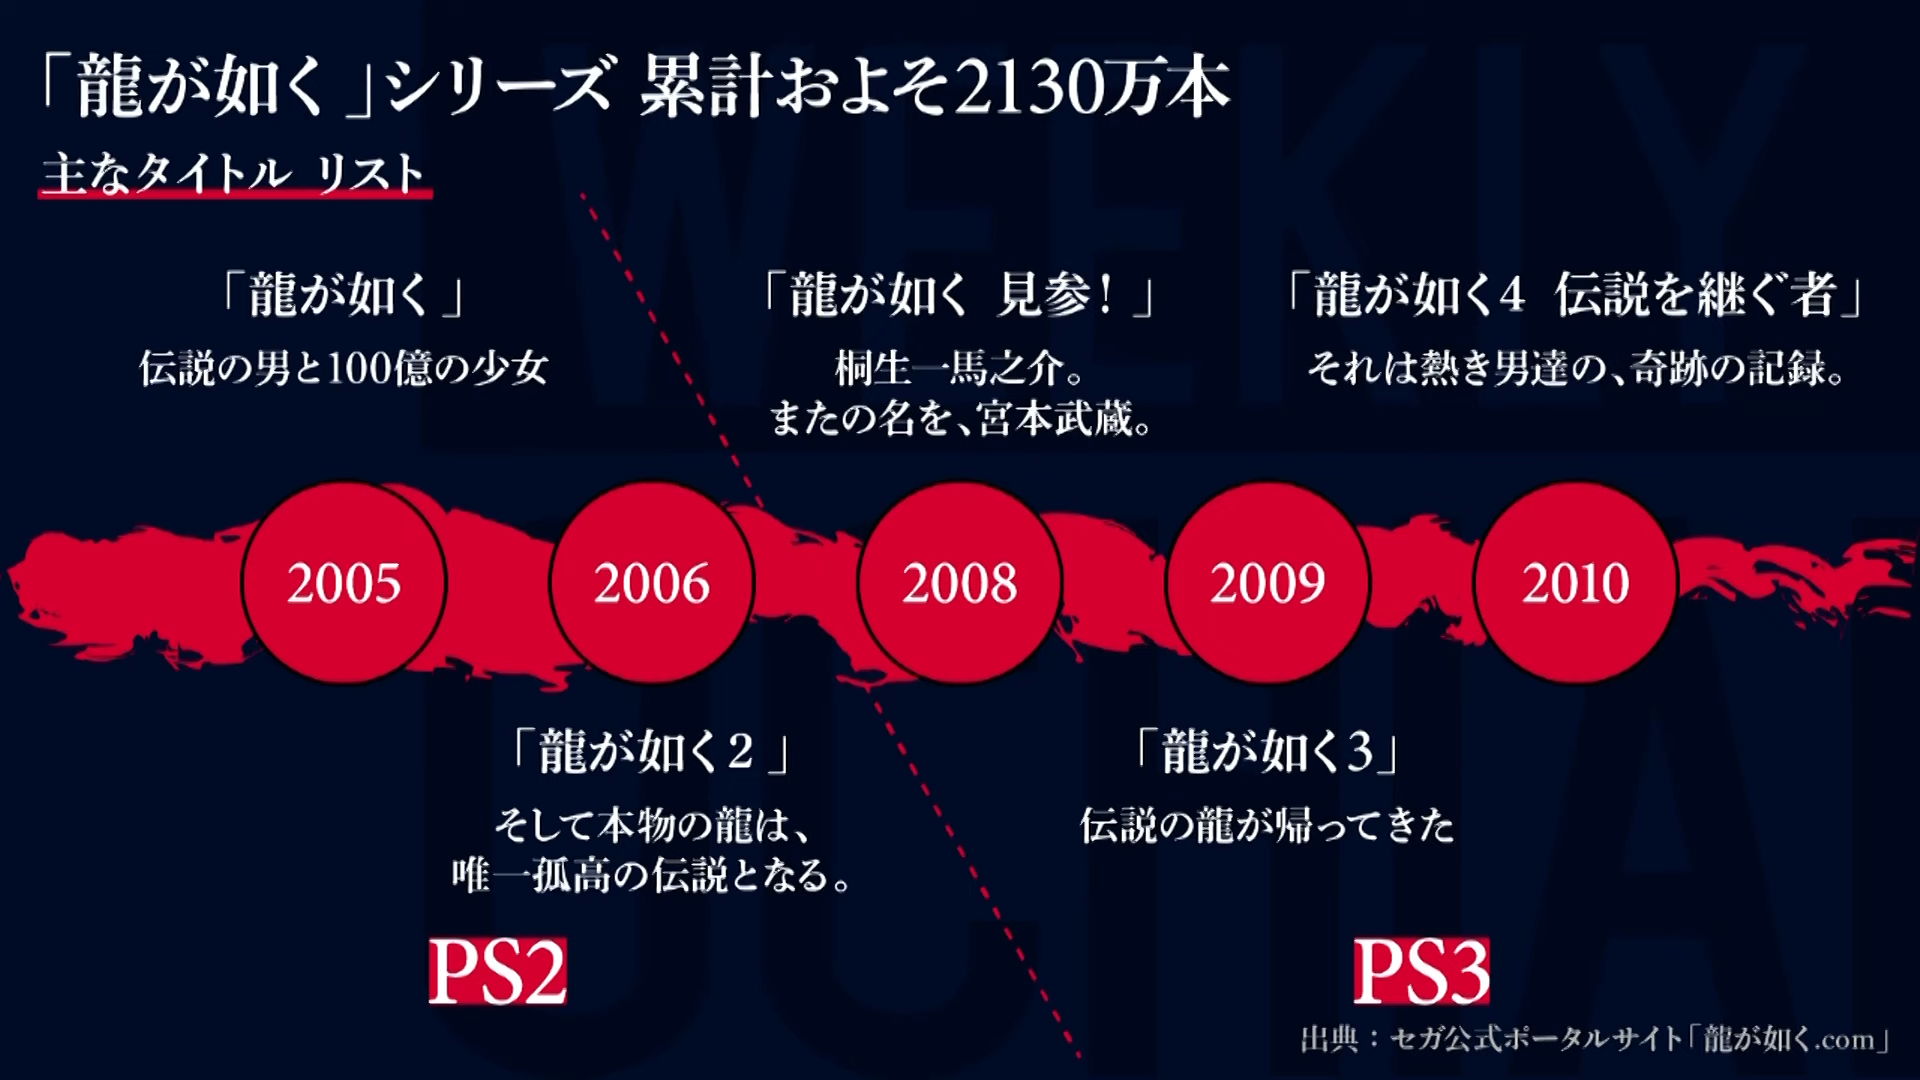 「龍が如く」シリーズ 累計およそ2130万本
主なタイトル リスト
「龍が如く」
伝説の男と100億の少女
「龍が如く 見参!」
桐生一馬之介。
またの名を、宮本武蔵。
「龍が如く4 伝説を継ぐ者」
それは熱き男達の、奇跡の記録。
2005
2006
2008
2009
2010
「龍が如く2」
そして本物の龍は、
唯一孤高の伝説となる。
「龍が如く3」
伝説の龍が帰ってきた
PS2
PS3
出典：セガ公式ポータルサイト「龍が如く.com」
WEEKLY
OCHIAI